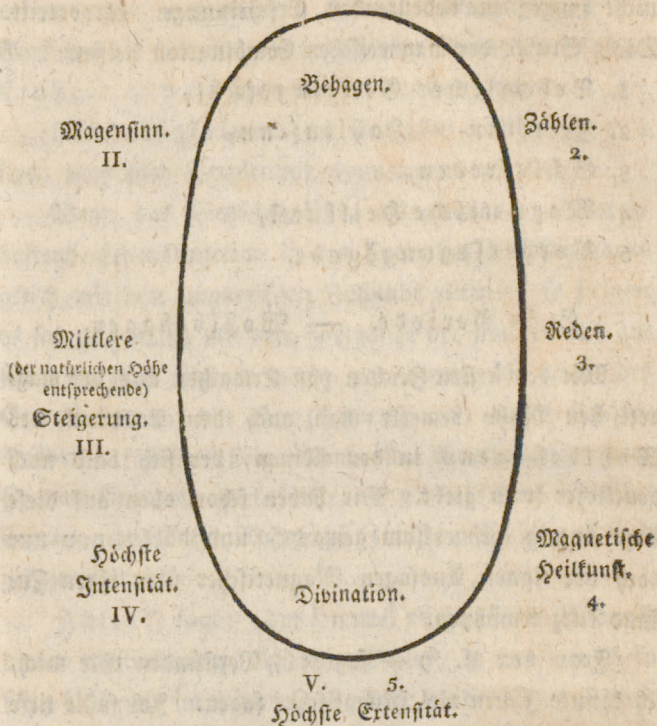 Behagen.
Magensinn.
II.
Zählen.
2.
Mittlere
(der natürlichen Höhe
entsprechende)
Steigerung.
III.
Reden.
3.
Höchste
Intensität.
IV.
Divination.
Magnetische
Heilkunst.
4.
V. 5.
Höchste Extensität.